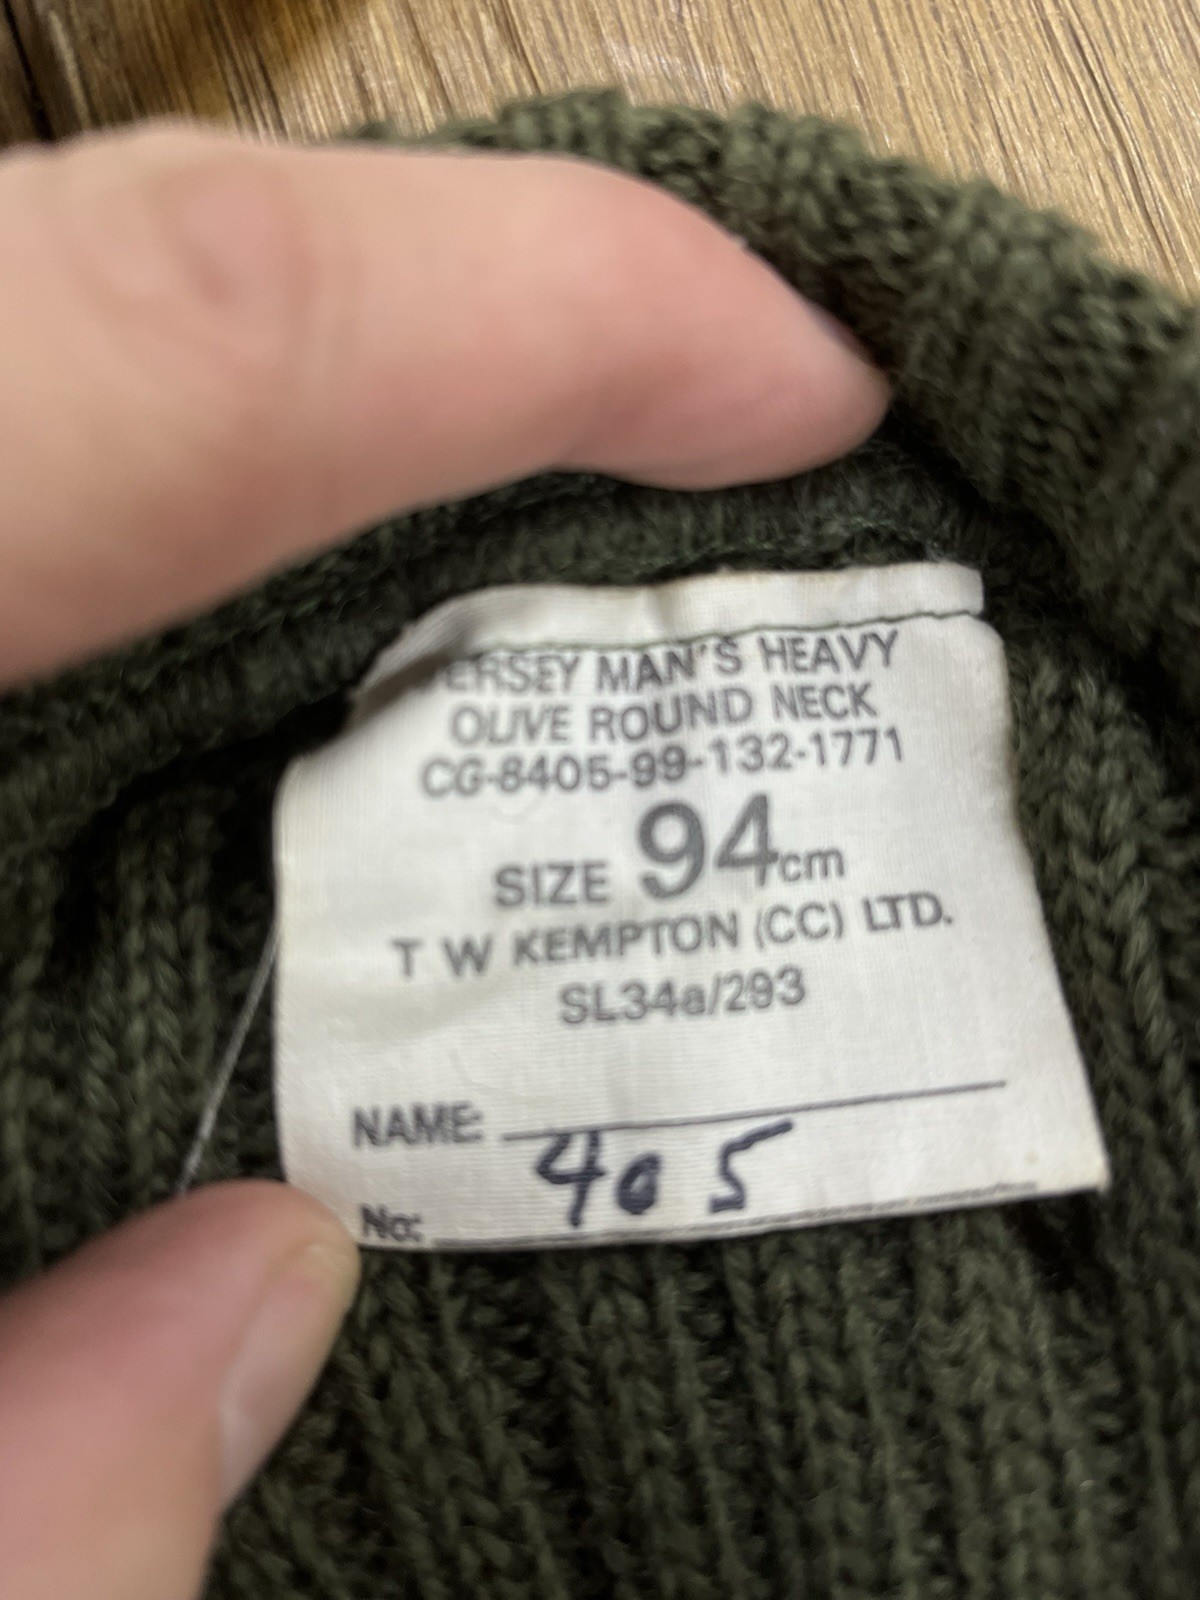 JERSEY MAN'S HEAVY
OLIVE ROUND NECK
CG-8405-99-132-1771
SIZE 94cm
T W KEMPTON (CC) LTD.
SL34a/293
NAME:
405
No: